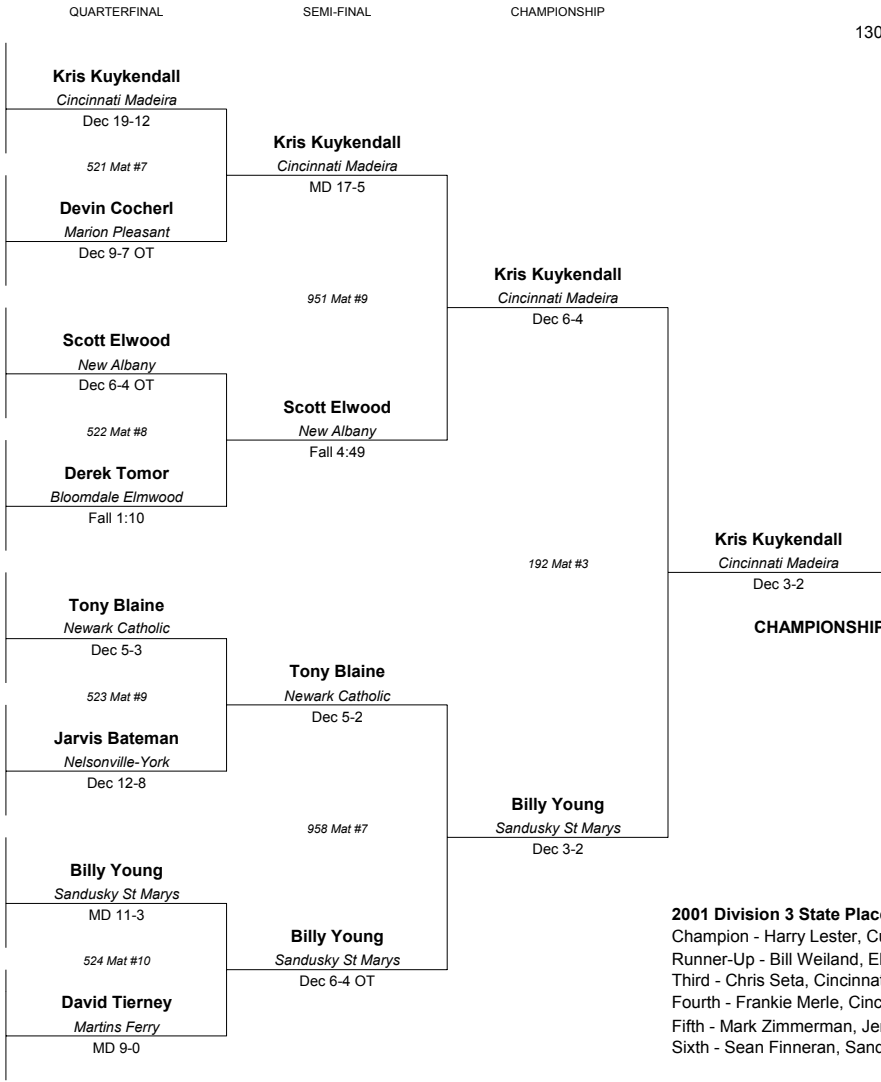 QUARTERFINAL
SEMI-FINAL
CHAMPIONSHIP
130
Kris Kuykendall
Cincinnati Madeira
Dec 19-12
521 Mat #7
Devin Cocherl
Marion Pleasant
Dec 9-7 OT
Scott Elwood
New Albany
Dec 6-4 OT
522 Mat #8
Derek Tomor
Bloomdale Elmwood
Fall 1:10
Tony Blaine
Newark Catholic
Dec 5-3
523 Mat #9
Jarvis Bateman
Nelsonville-York
Dec 12-8
Billy Young
Sandusky St Marys
MD 11-3
524 Mat #10
David Tierney
Martins Ferry
MD 9-0
Kris Kuykendall
Cincinnati Madeira
MD 17-5
951 Mat #9
Scott Elwood
New Albany
Fall 4:49
Tony Blaine
Newark Catholic
Dec 5-2
958 Mat #7
Billy Young
Sandusky St Marys
Dec 6-4 OT
Kris Kuykendall
Cincinnati Madeira
Dec 6-4
192 Mat #3
Billy Young
Sandusky St Marys
Dec 3-2
Kris Kuykendall
Cincinnati Madeira
Dec 3-2
CHAMPIONSHIP
2001 Division 3 State Place
Champion - Harry Lester, Cu
Runner-Up - Bill Weiland, El
Third - Chris Seta, Cincinnat
Fourth - Frankie Merle, Cinc
Fifth - Mark Zimmerman, Jer
Sixth - Sean Finneran, Sand